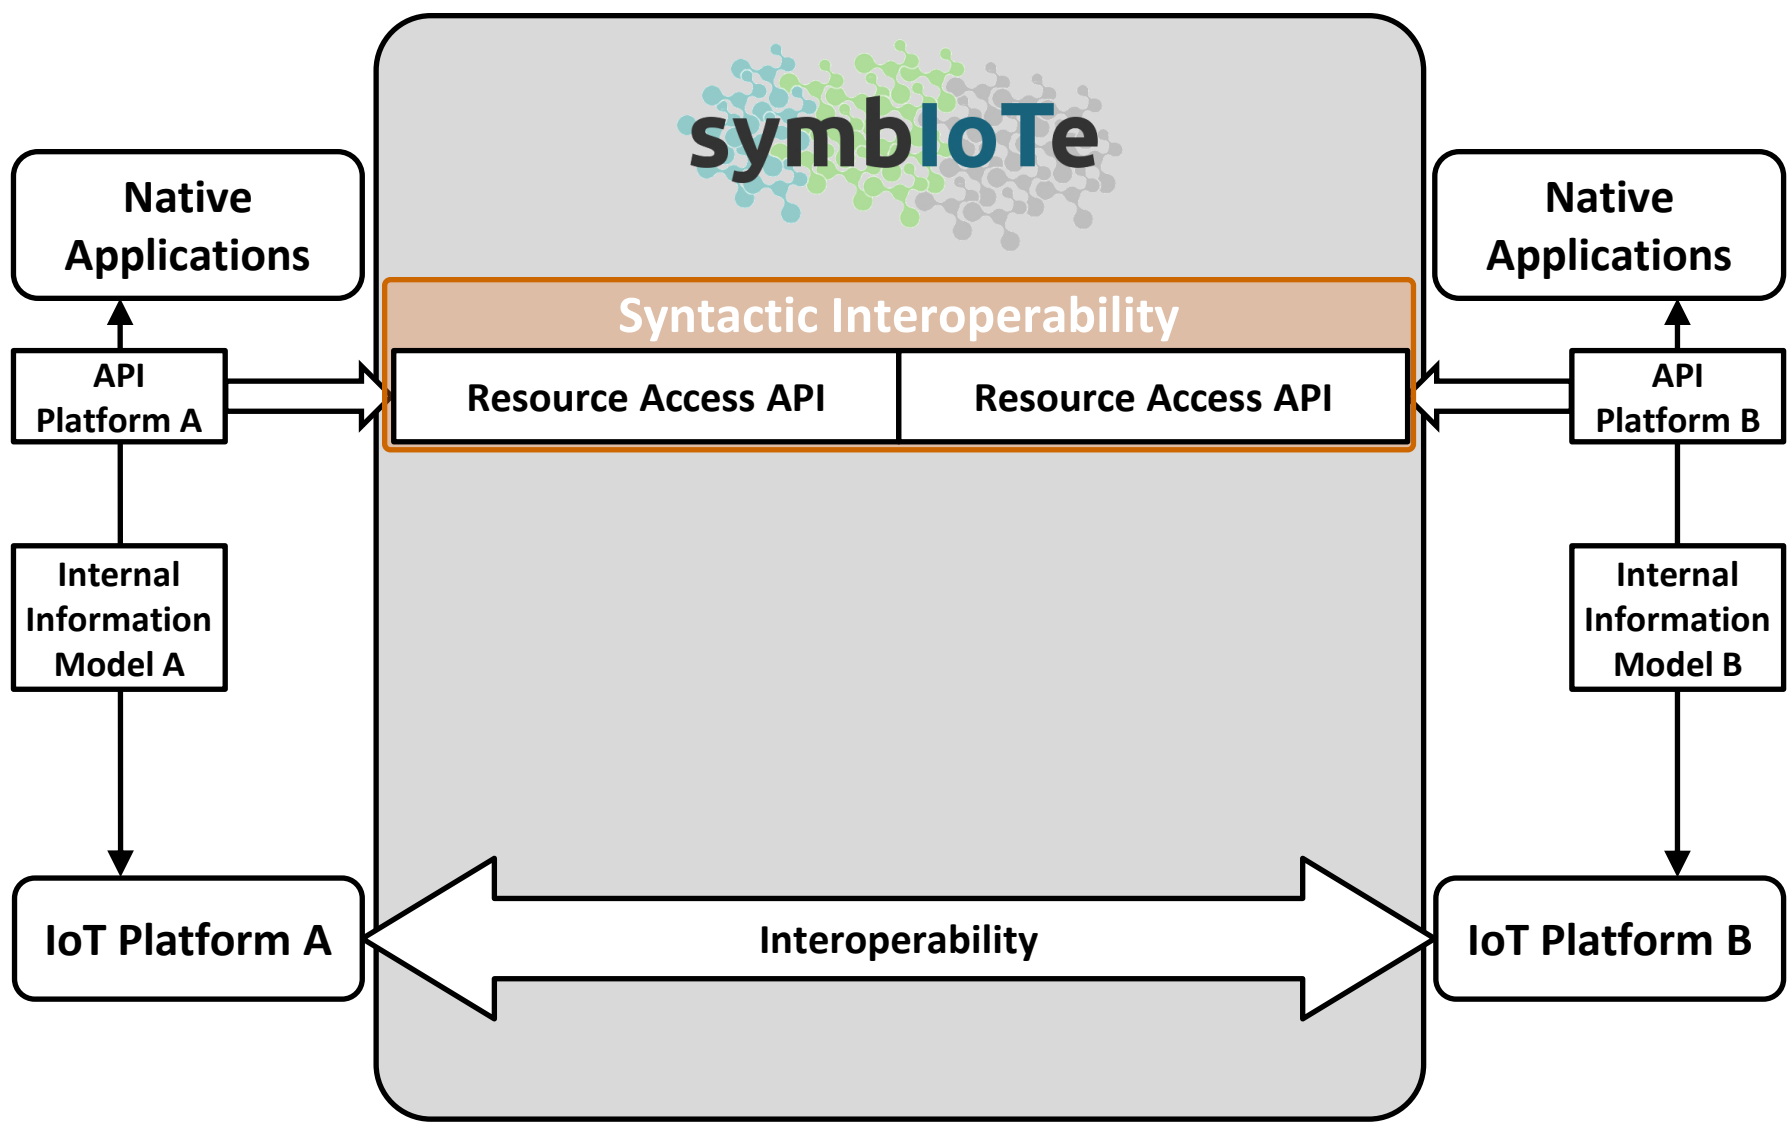 symbIoTe
Native
Applications
Native
Applications
Syntactic Interoperability
API
Platform A
Resource Access API
Resource Access API
API
Platform B
Internal
Information
Model A
Internal
Information
Model B
IoT Platform A
Interoperability
IoT Platform B